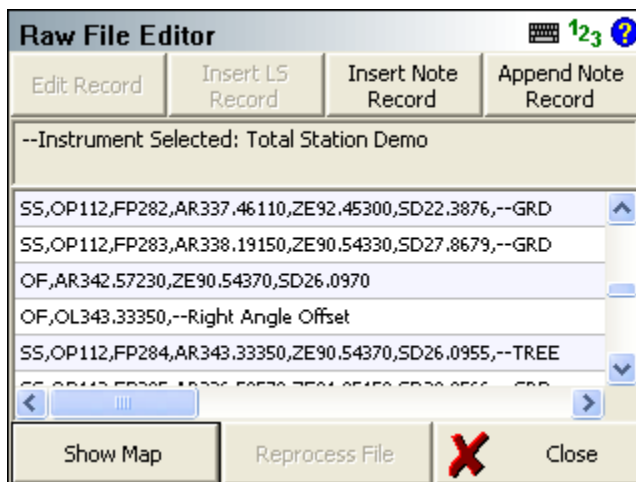 Raw File Editor 123 ?
Edit Record
Insert LS
Record
Insert Note
Record
Append Note
Record
--Instrument Selected: Total Station Demo
SS,OP112,FP282,AR337.46110,ZE92.45300,SD22.3876,--GRD
SS,OP112,FP283,AR338.19150,ZE90.54330,SD27.8679,--GRD
OF,AR342.57230,ZE90.54370,SD26.0970
OF,OL343.33350,--Right Angle Offset
SS,OP112,FP284,AR343.33350,ZE90.54370,SD26.0955,--TREE
Show Map
Reprocess File
Close